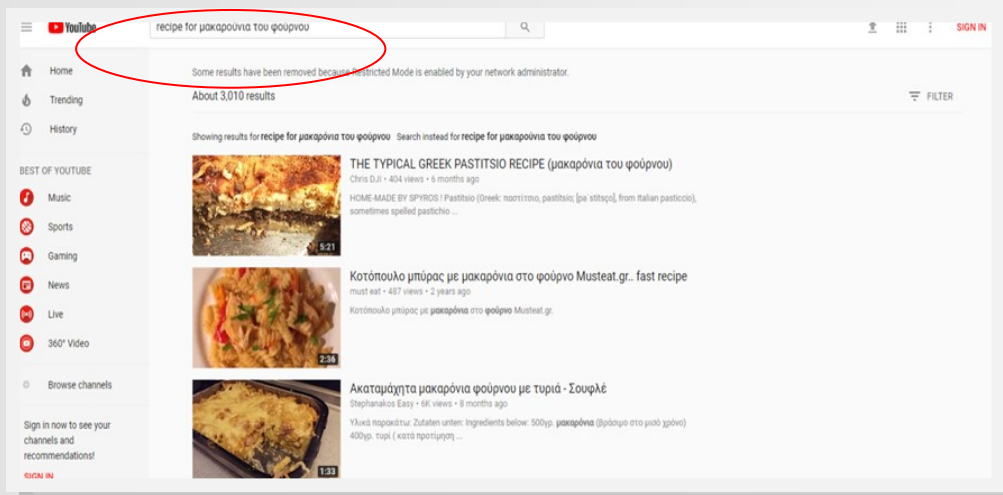 YouTube
recipe for μακαρούνια του φούρνου
SIGN IN
Home
Trending
History
BEST OF YOUTUBE
Music
Sports
Gaming
News
Live
360° Video
Browse channels
Sign in now to see your
channels and
recommendations!
SIGN IN
Some results have been removed because Restricted Mode is enabled by your network administrator.
About 3,010 results
FILTER
Showing results for recipe for μακαρόνια του φούρνου Search instead for recipe for μακαρούνια του φούρνου
5:21
THE TYPICAL GREEK PASTITSIO RECIPE (μακαρόνια του φούρνου)
Chris DJI • 404 views • 6 months ago
HOME-MADE BY SPYROS ! Pastitsio (Greek: παστίτσιο, pastítsio; [paˈstitsço], from Italian pasticcio),
sometimes spelled pastichio ...
2:36
Κοτόπουλο μπύρας με μακαρόνια στο φούρνο Musteat.gr.. fast recipe
must eat • 487 views • 2 years ago
Κοτόπουλο μπύρας με μακαρόνια στο φούρνο Musteat.gr.
1:33
Ακαταμάχητα μακαρόνια φούρνου με τυριά - Σουφλέ
Stephanakos Easy • 6K views • 8 months ago
Υλικά παρακάτω: Zutaten unten: Ingredients below: 500γρ. μακαρόνια (βράσιμο στο μισό χρόνο)
400γρ. τυρί ( κατά προτίμηση ...